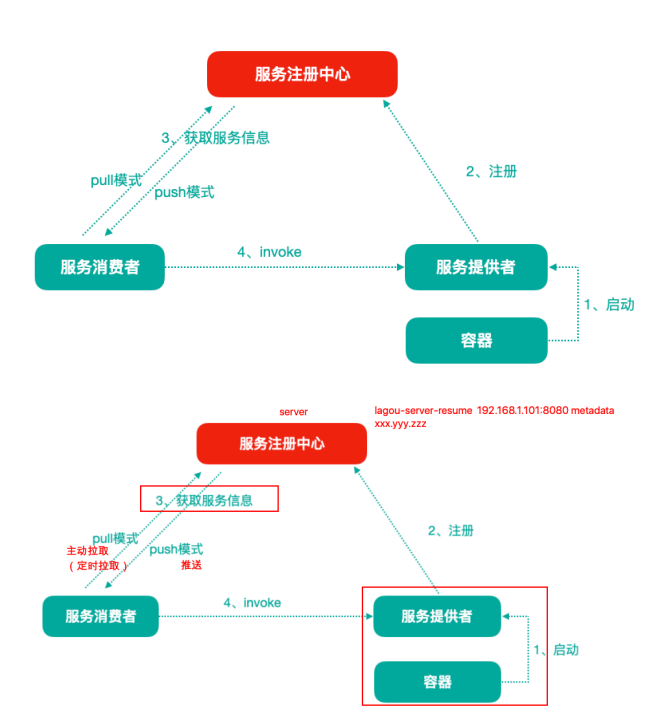 服务注册中心
3、获取服务信息
pull模式
push模式
2、注册
服务消费者
4、invoke
服务提供者
1、启动
容器
server
lagou-server-resume 192.168.1.101:8080 metadata
xxx.yyy.zzz
服务注册中心
3、获取服务信息
pull模式
主动拉取
（定时拉取）
push模式
推送
2、注册
服务消费者
4、invoke
服务提供者
1、启动
容器